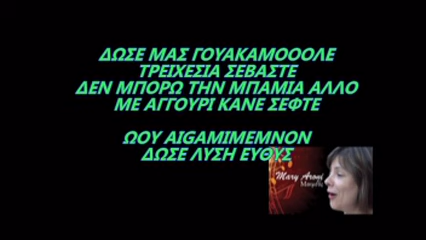 ΔΩΣΕ ΜΑΣ ΓΟΥΑΚΑΜΟΟΟΛΕ
ΤΡΕΙΧΕΣΙΑ ΣΕΒΑΣΤΕ
ΔΕΝ ΜΠΟΡΩ ΤΗΝ ΜΠΑΜΙΑ ΑΛΛΟ
ΜΕ ΑΓΓΟΥΡΙ ΚΑΝΕ ΣΕΦΤΕ
ΩΟΥ AIGAMIMEMNON
ΔΩΣΕ ΛΥΣΗ ΕΥΘΥΣ
Mary Aroni